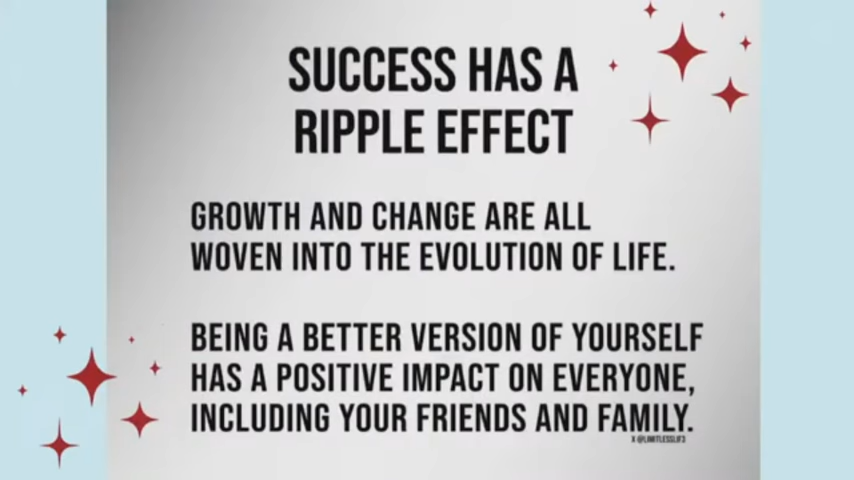 SUCCESS HAS A
RIPPLE EFFECT
GROWTH AND CHANGE ARE ALL
WOVEN INTO THE EVOLUTION OF LIFE.
BEING A BETTER VERSION OF YOURSELF
HAS A POSITIVE IMPACT ON EVERYONE,
INCLUDING YOUR FRIENDS AND FAMILY.
X @LIMITLESSLIF3